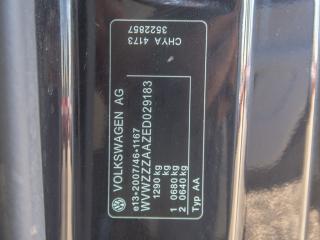 VOLKSWAGEN AG
e13*2007/46*1167
WVWZZZAAZED029183
1290 kg
kg
1 0680 kg
2 0640 kg
Typ AA
CHYA 4173
3522857